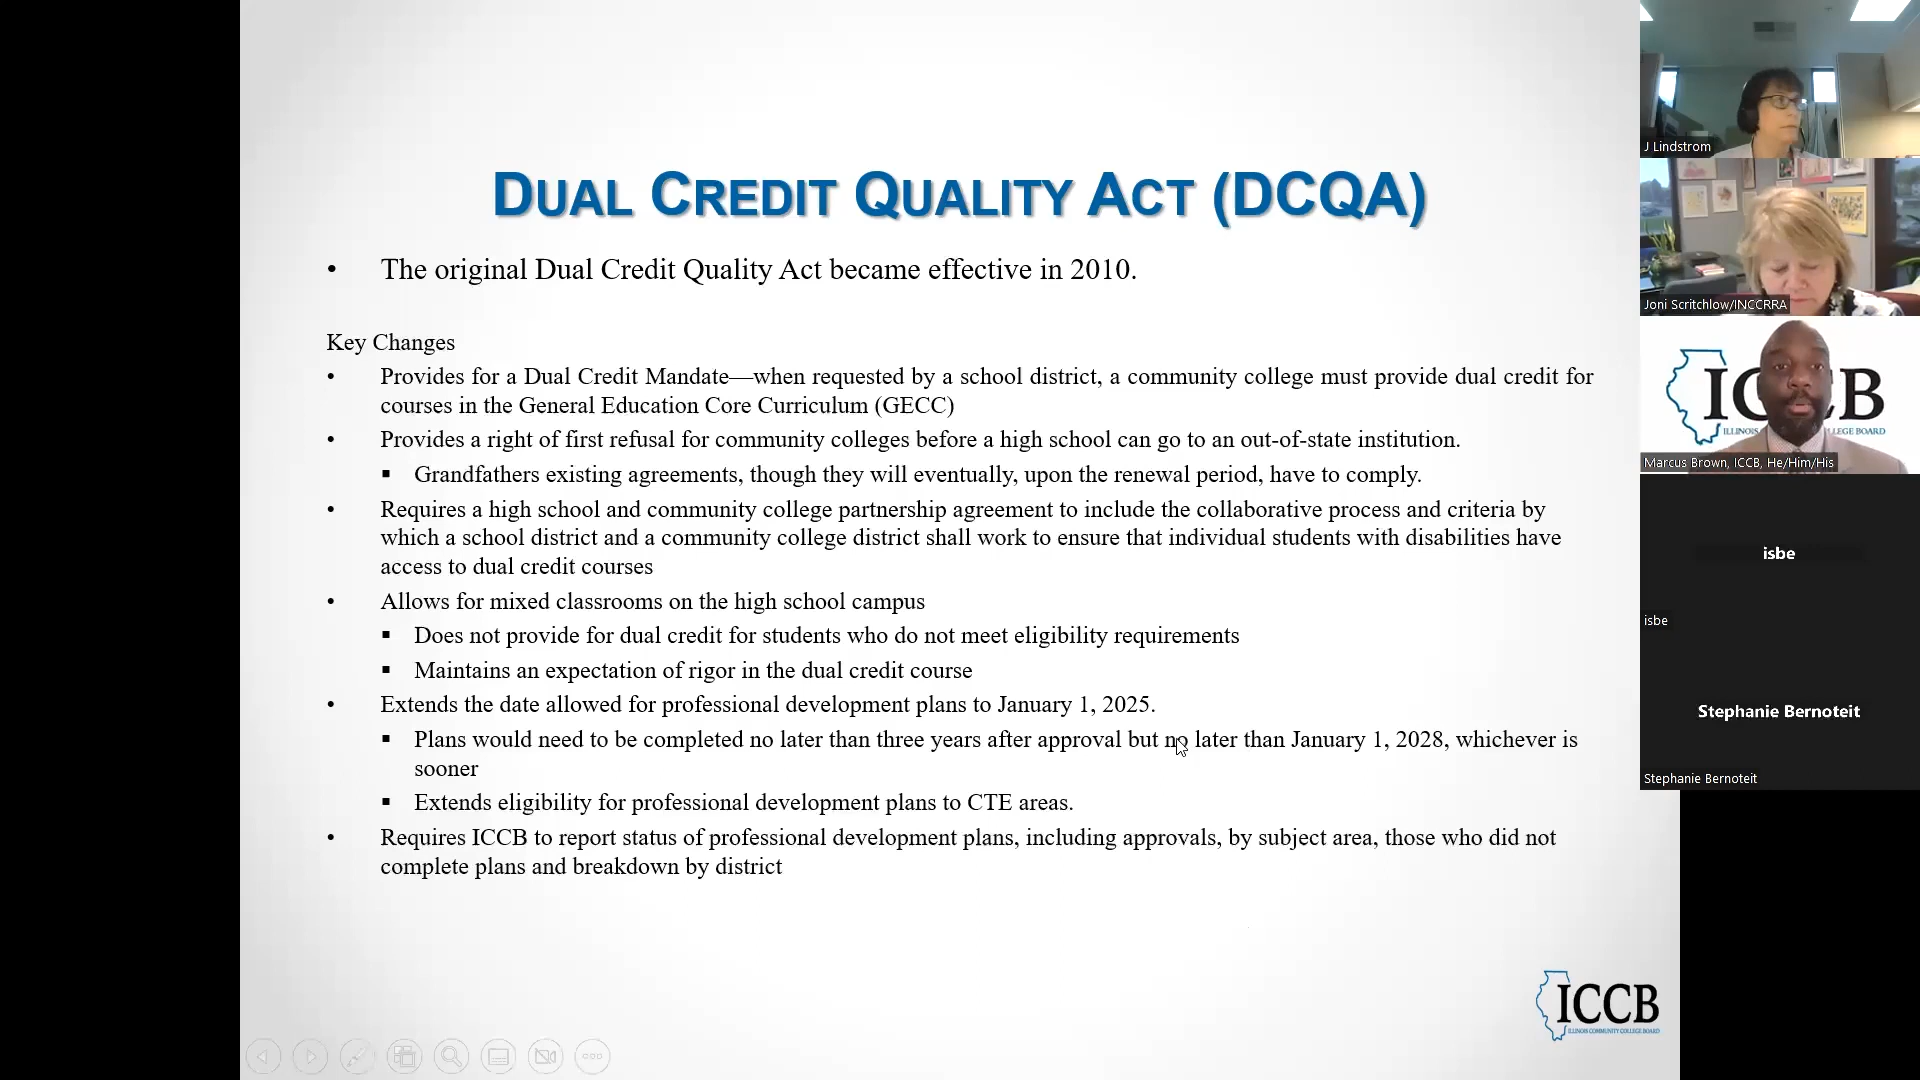 DUAL CREDIT QUALITY ACT (DCQA)
• The original Dual Credit Quality Act became effective in 2010.
Key Changes
• Provides for a Dual Credit Mandate—when requested by a school district, a community college must provide dual credit for
courses in the General Education Core Curriculum (GECC)
• Provides a right of first refusal for community colleges before a high school can go to an out-of-state institution.
▪ Grandfathers existing agreements, though they will eventually, upon the renewal period, have to comply.
• Requires a high school and community college partnership agreement to include the collaborative process and criteria by
which a school district and a community college district shall work to ensure that individual students with disabilities have
access to dual credit courses
• Allows for mixed classrooms on the high school campus
▪ Does not provide for dual credit for students who do not meet eligibility requirements
▪ Maintains an expectation of rigor in the dual credit course
• Extends the date allowed for professional development plans to January 1, 2025.
▪ Plans would need to be completed no later than three years after approval but no later than January 1, 2028, whichever is
sooner
▪ Extends eligibility for professional development plans to CTE areas.
• Requires ICCB to report status of professional development plans, including approvals, by subject area, those who did not
complete plans and breakdown by district
ICCB
ILLINOIS COMMUNITY COLLEGE BOARD
J Lindstrom
Joni Scritchlow/INCCRRA
Marcus Brown, ICCB, He/Him/His
isbe
isbe
Stephanie Bernoteit
Stephanie Bernoteit